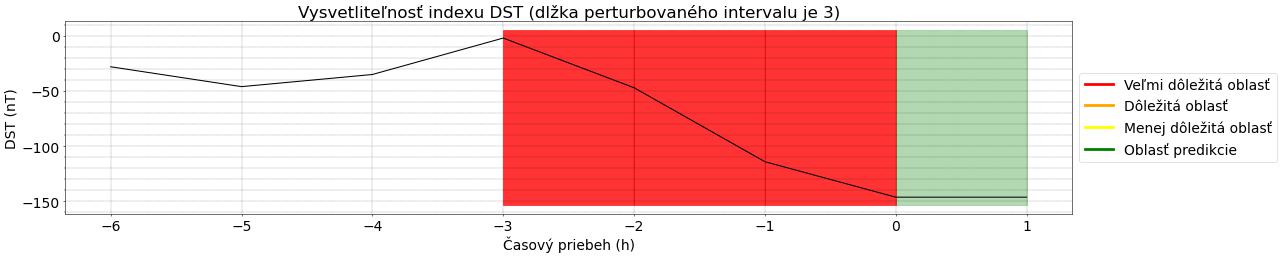 Vysvetliteľnosť indexu DST (dlžka perturbovaného intervalu je 3)
0
−50
−100
−150
DST (nT)
−6 −5 −4 −3 −2 −1 0 1
Časový priebeh (h)
Veľmi dôležitá oblasť
Dôležitá oblasť
Menej dôležitá oblasť
Oblasť predikcie